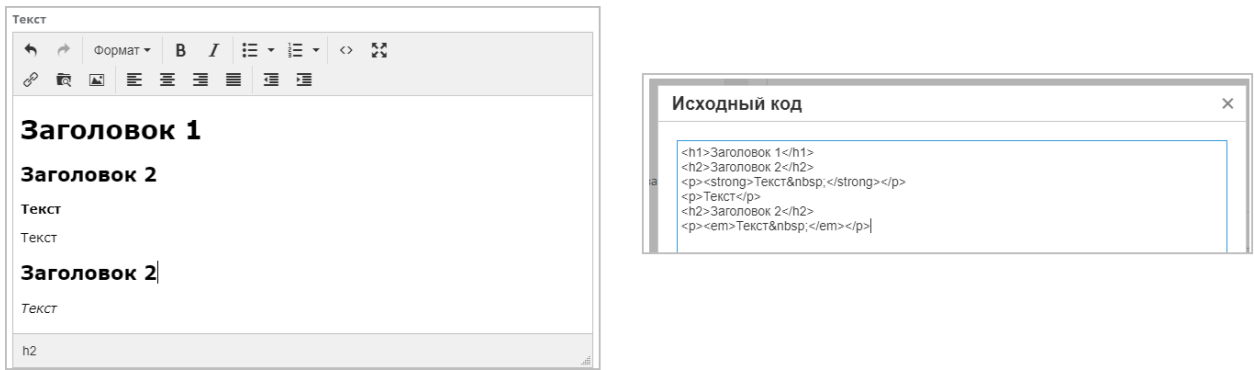 Текст
Формат
B I
Заголовок 1
Заголовок 2
Текст
Текст
Заголовок 2
Текст
h2
Исходный код
<h1>Заголовок 1</h1>
<h2>Заголовок 2</h2>
<p><strong>Текст&nbsp;</strong></p>
<p>Текст</p>
<h2>Заголовок 2</h2>
<p><em>Текст&nbsp;</em></p>